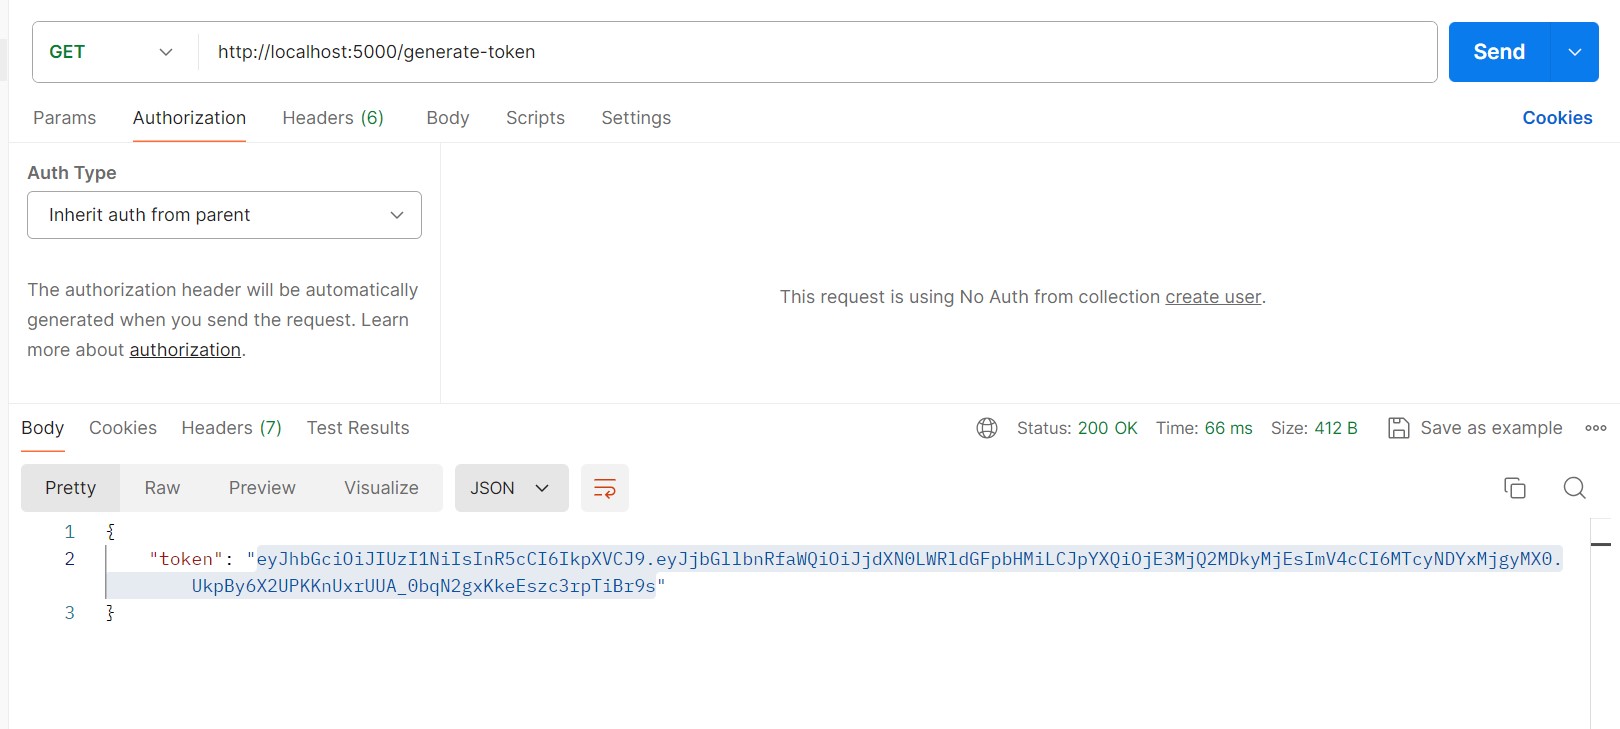 GET http://localhost:5000/generate-token Send
Params Authorization Headers (6) Body Scripts Settings Cookies
Auth Type
Inherit auth from parent
The authorization header will be automatically
generated when you send the request. Learn
more about authorization.
This request is using No Auth from collection create user.
Body Cookies Headers (7) Test Results Status: 200 OK Time: 66 ms Size: 412 B Save as example
Pretty Raw Preview Visualize JSON
1 {
2 "token": "eyJhbGciOiJIUzI1NiIsInR5cCI6IkpXVCJ9.eyJjbGllbnRfaWQiOiJjdXN0LWRldGFpbHMiLCJpYXQiOjE3MjQ2MDkyMjEsImV4cCI6MTcyNDYxMjgyMX0.
UkpBy6X2UPKKnUxrUUA_0bqN2gxKkeEszc3rpTiBr9s"
3 }